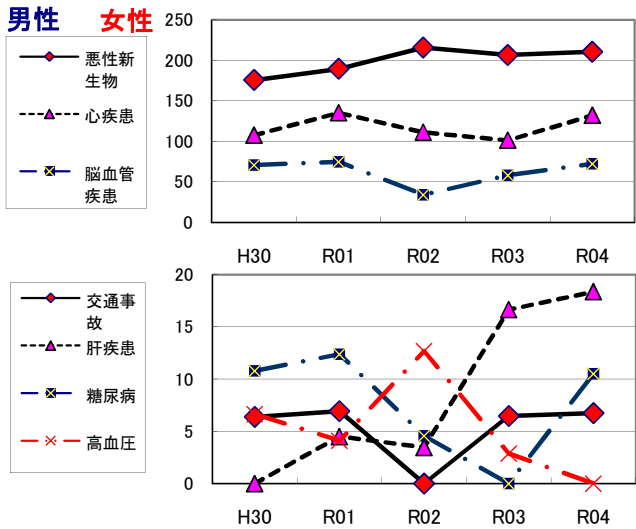 男性 女性
悪性新
生物
心疾患
脳血管
疾患
250
200
150
100
50
0
H30 R01 R02 R03 R04
交通事
故
肝疾患
糖尿病
高血圧
20
15
10
5
0
H30 R01 R02 R03 R04